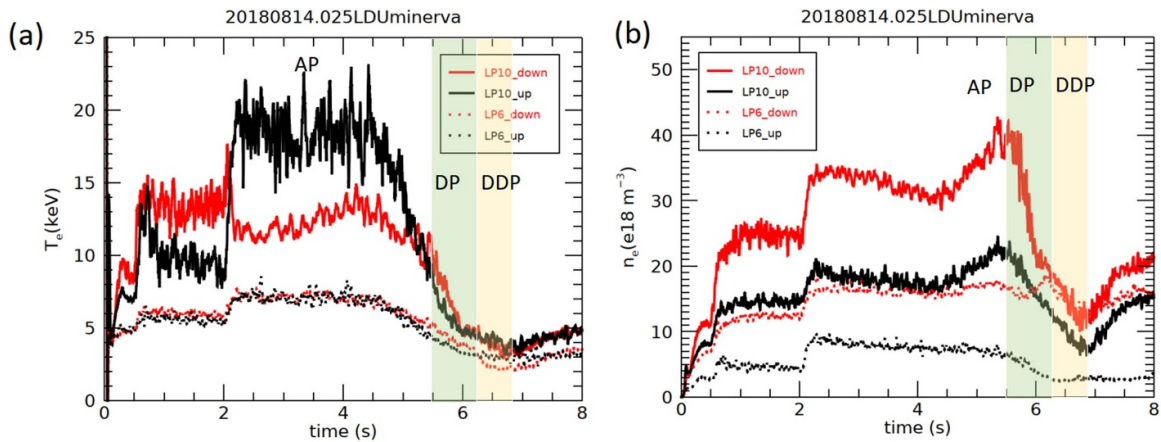 (a)
20180814.025LDUminerva
T_e(keV)
25
20
15
10
5
0
AP
LP10_down
LP10_up
LP6_down
LP6_up
DP
DDP
0
2
4
6
8
time (s)
(b)
20180814.025LDUminerva
n_e(e18 m⁻³)
50
40
30
20
10
0
LP10_down
LP10_up
LP6_down
LP6_up
AP
DP
DDP
0
2
4
6
8
time (s)